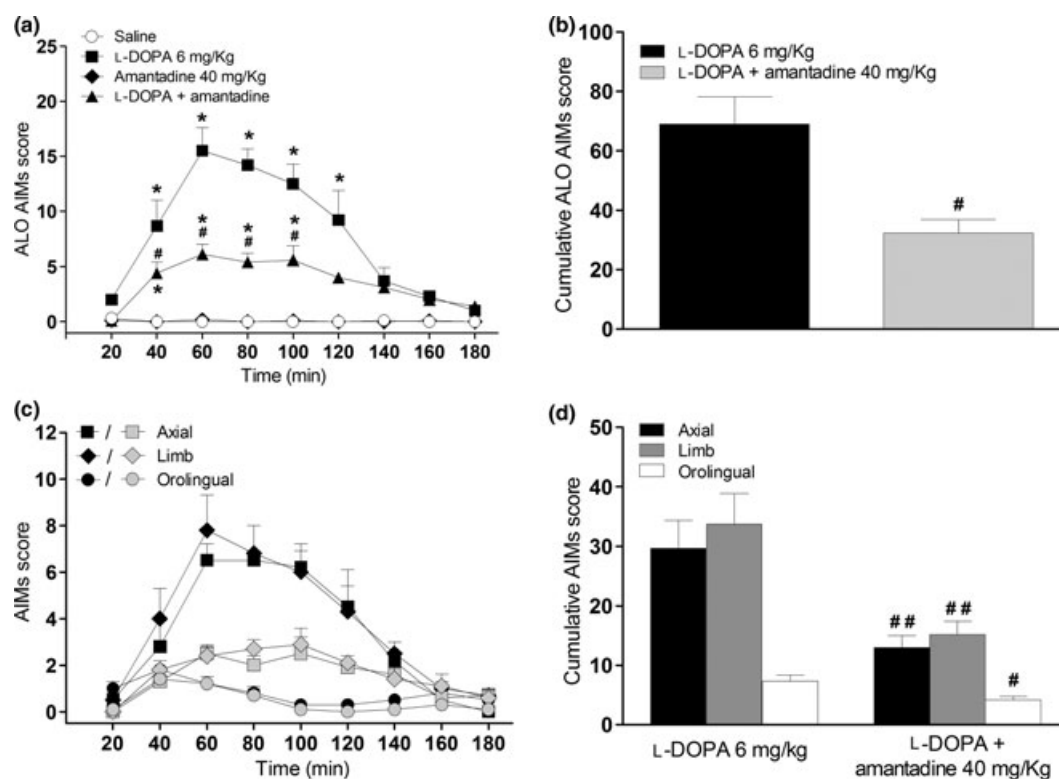 (a)
Saline
L-DOPA 6 mg/Kg
Amantadine 40 mg/Kg
L-DOPA + amantadine
ALO AIMs score
25
20
15
10
5
0
* * * * *
# * # * # * #
*
20 40 60 80 100 120 140 160 180
Time (min)
(b)
L-DOPA 6 mg/Kg
L-DOPA + amantadine 40 mg/Kg
Cumulative ALO AIMs score
100
80
60
40
20
0
#
(c)
/ Axial
/ Limb
/ Orolingual
AIMs score
12
10
8
6
4
2
0
20 40 60 80 100 120 140 160 180
Time (min)
(d)
Axial
Limb
Orolingual
Cumulative AIMs score
50
40
30
20
10
0
## ##
#
L-DOPA 6 mg/kg
L-DOPA +
amantadine 40 mg/Kg